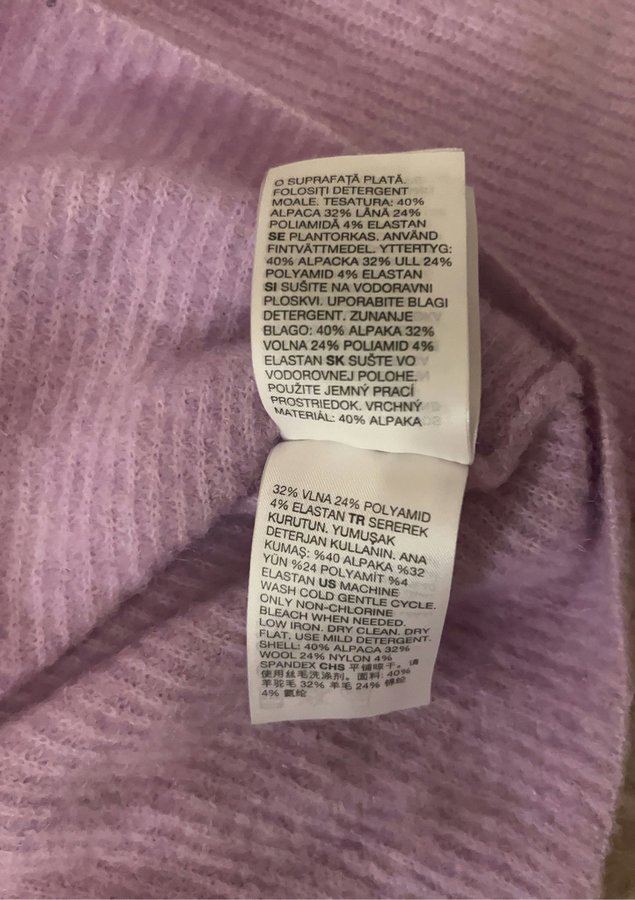 O SUPRAFAȚĂ PLATĂ.
FOLOSIȚI DETERGENT
MOALE. TESATURA: 40%
ALPACA 32% LÂNĂ 24%
POLIAMIDĂ 4% ELASTAN
SE PLANTORKAS. ANVÄND
FINTVÄTTMEDEL. YTTERTYG:
40% ALPACKA 32% ULL 24%
POLYAMID 4% ELASTAN
SI SUŠITE NA VODORAVNI
PLOSKVI. UPORABITE BLAGI
DETERGENT. ZUNANJE
BLAGO: 40% ALPAKA 32%
VOLNA 24% POLIAMID 4%
ELASTAN SK SUŠTE VO
VODOROVNEJ POLOHE.
POUŽITE JEMNÝ PRACÍ
PROSTRIEDOK. VRCHNÝ
MATERIÁL: 40% ALPAKA
32% VLNA 24% POLYAMID
4% ELASTAN TR SEREREK
KURUTUN. YUMUŞAK
DETERJAN KULLANIN. ANA
KUMAŞ: %40 ALPAKA %32
YÜN %24 POLYAMİT %4
ELASTAN US MACHINE
WASH COLD GENTLE CYCLE.
ONLY NON-CHLORINE
BLEACH WHEN NEEDED.
LOW IRON. DRY CLEAN. DRY
FLAT. USE MILD DETERGENT.
SHELL: 40% ALPACA 32%
WOOL 24% NYLON 4%
SPANDEX CHS 平铺晾干。请
使用丝毛洗涤剂。面料: 40%
羊驼毛 32% 羊毛 24% 锦纶
4% 氨纶